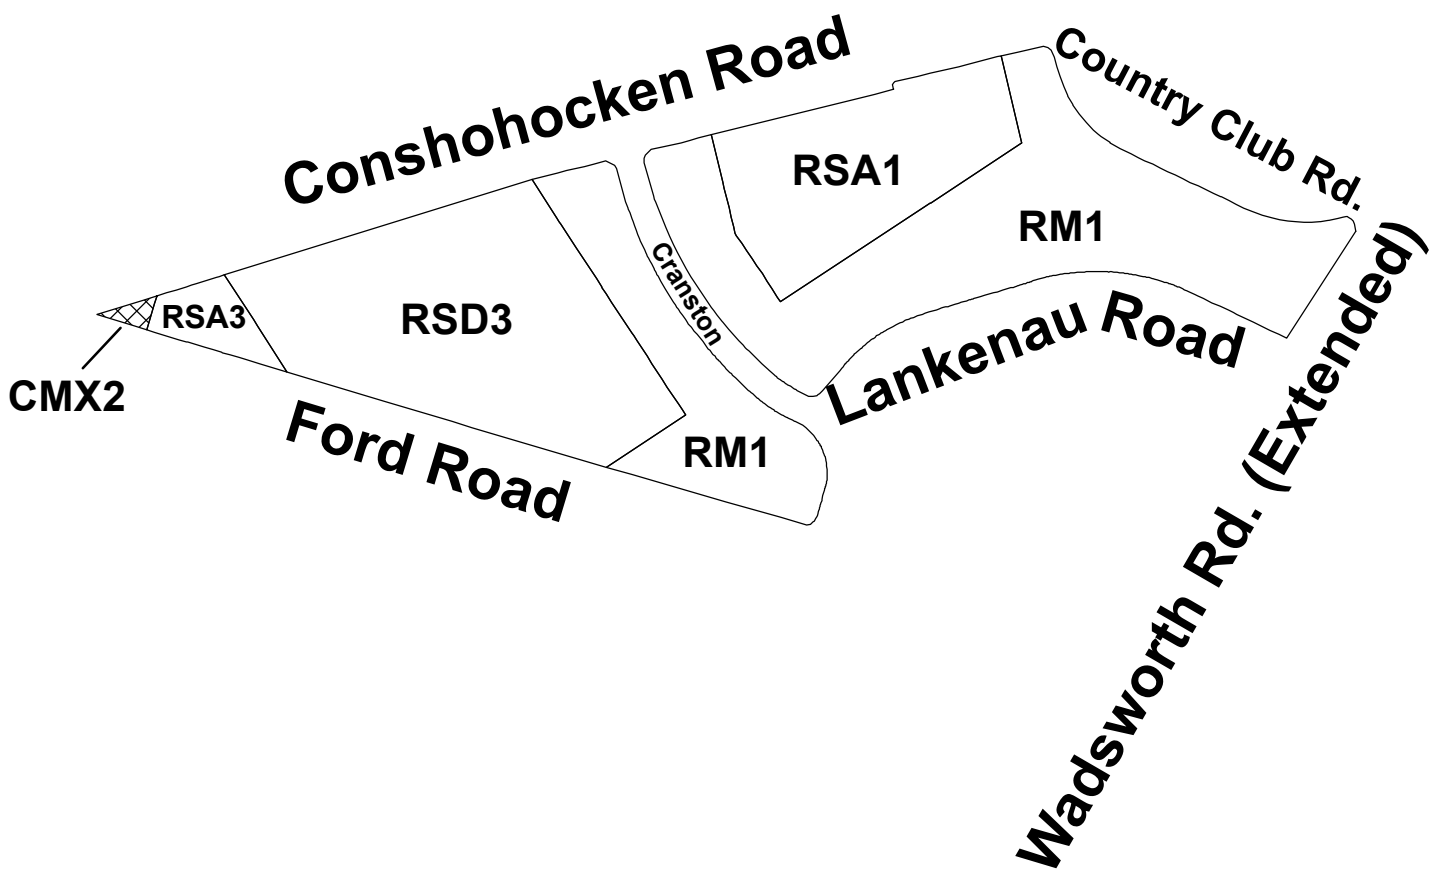 Conshohocken Road
Country Club Rd.
RSA1
RM1
Cranston
RSA3
RSD3
CMX2
Lankenau Road
Ford Road
RM1
Wadsworth Rd. (Extended)